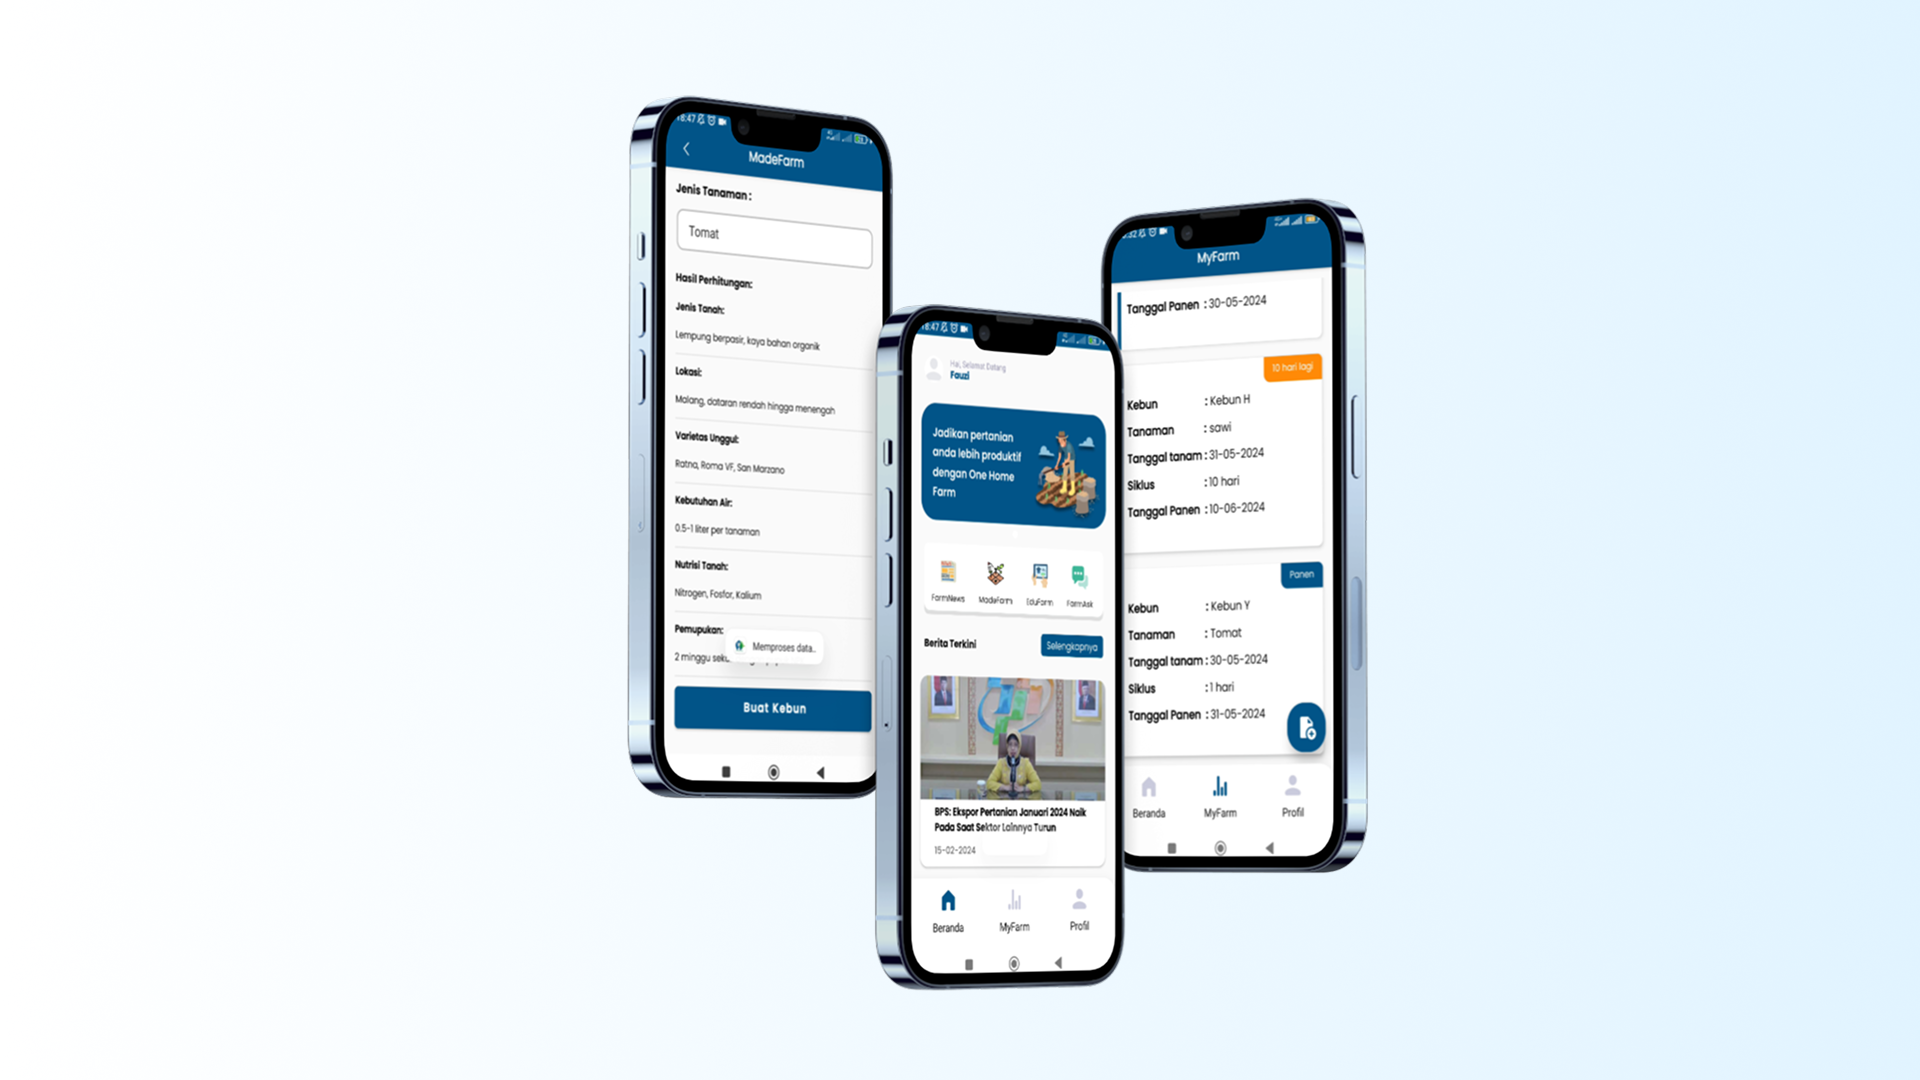 18:47
MadeFarm
Jenis Tanaman :
Tomat
Hasil Perhitungan:
Jenis Tanah:
Lempung berpasir, kaya bahan organik
Lokasi:
Malang, dataran rendah hingga menengah
Varietas Unggul:
Ratna, Roma VF, San Marzano
Kebutuhan Air:
0.5-1 liter per tanaman
Nutrisi Tanah:
Nitrogen, Fosfor, Kalium
Pemupukan:
2 minggu
Memproses data..
Buat Kebun
18:47
Hai, Selamat Datang
Fauzi
Jadikan pertanian
anda lebih produktif
dengan One Home
Farm
FarmNews MadeFarm EduFarm FarmAsk
Berita Terkini
Selengkapnya
BPS: Ekspor Pertanian Januari 2024 Naik
Pada Saat Sektor Lainnya Turun
15-02-2024
Beranda MyFarm Profil
MyFarm
Tanggal Panen : 30-05-2024
10 hari lagi
Kebun : Kebun H
Tanaman : sawi
Tanggal tanam : 31-05-2024
Siklus : 10 hari
Tanggal Panen : 10-06-2024
Panen
Kebun : Kebun Y
Tanaman : Tomat
Tanggal tanam : 30-05-2024
Siklus : 1 hari
Tanggal Panen : 31-05-2024
Beranda MyFarm Profil